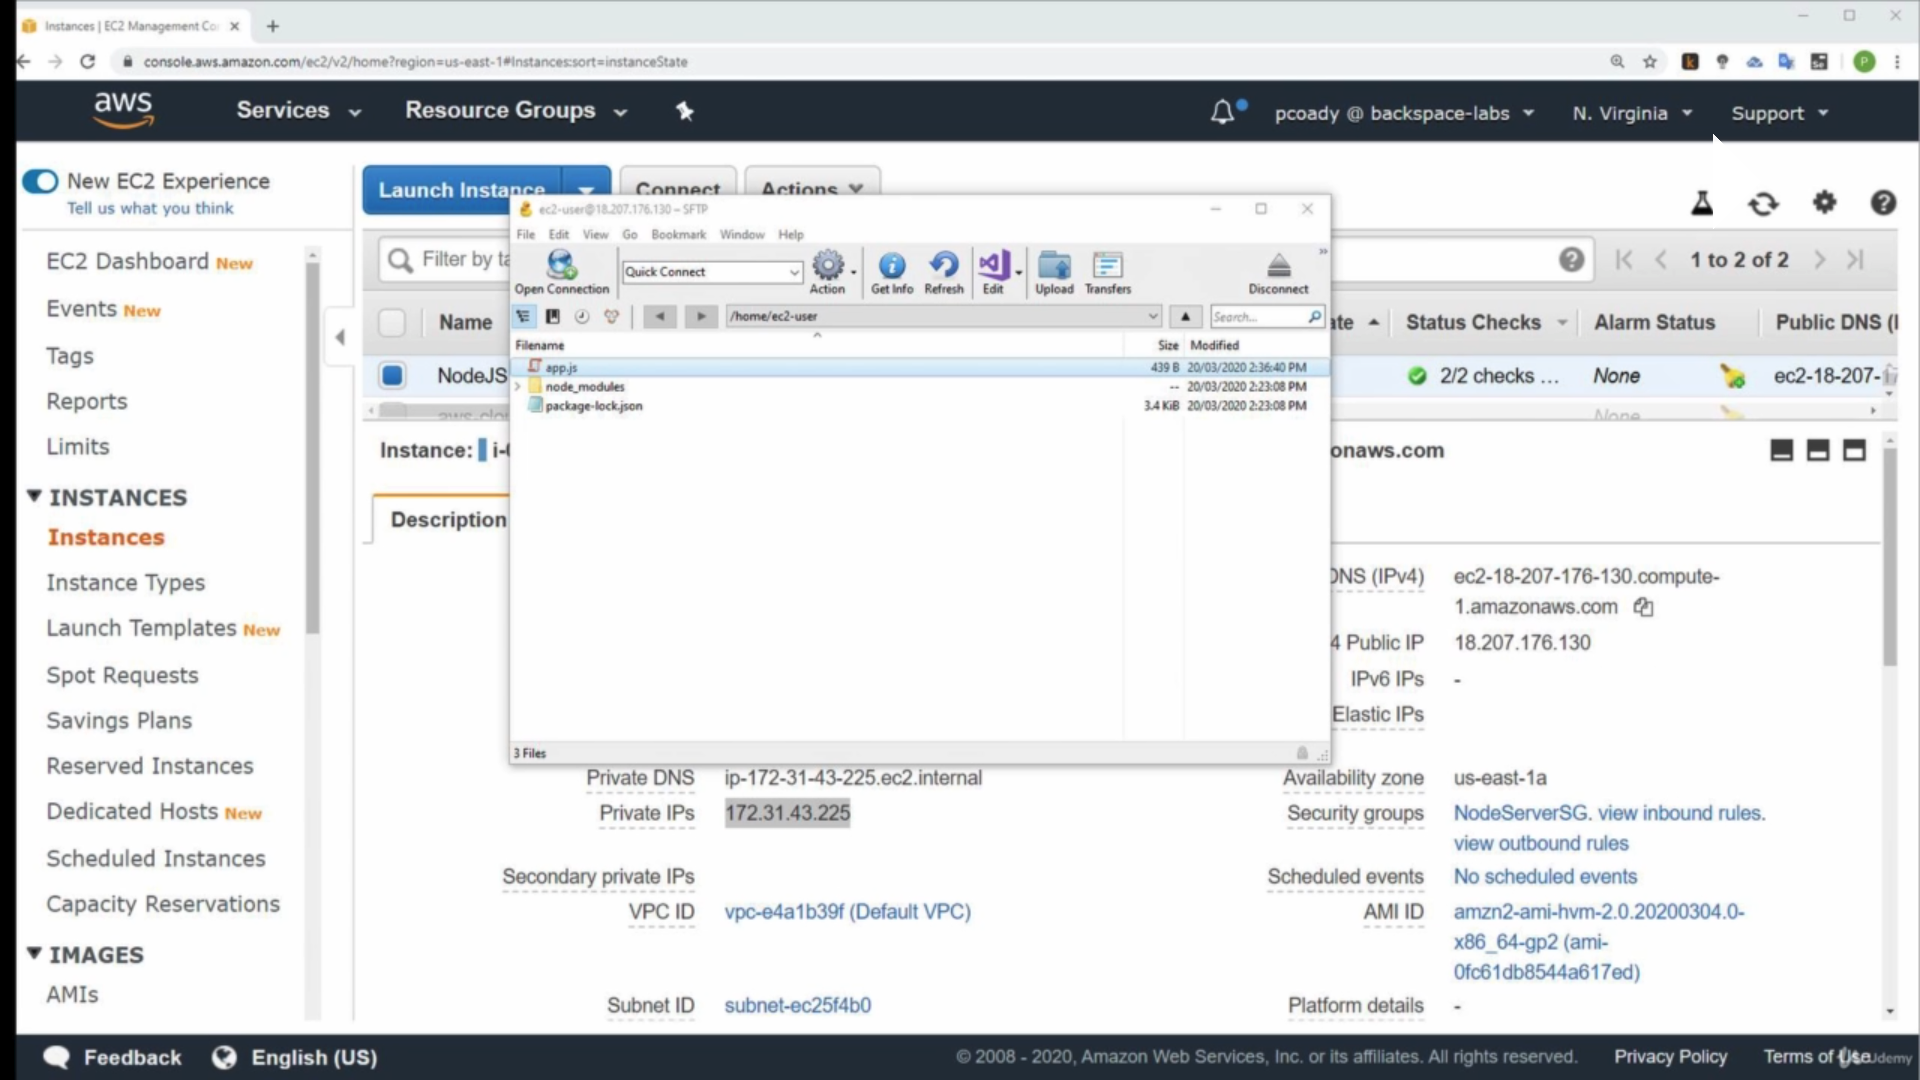 Instances | EC2 Management Co
console.aws.amazon.com/ec2/v2/home?region=us-east-1#Instances:sort=instanceState
aws
Services
Resource Groups
pcoady @ backspace-labs
N. Virginia
Support
New EC2 Experience
Tell us what you think
Launch Instance
Connect
Actions
EC2 Dashboard New
Events New
Tags
Reports
Limits
INSTANCES
Instances
Instance Types
Launch Templates New
Spot Requests
Savings Plans
Reserved Instances
Dedicated Hosts New
Scheduled Instances
Capacity Reservations
IMAGES
AMIs
Filter by ta
1 to 2 of 2
Name
ate
Status Checks
Alarm Status
Public DNS (I
NodeJS
2/2 checks ...
None
ec2-18-207-
aws-clo
None
Instance:
i-0
onaws.com
Description
ec2-user@18.207.176.130 – SFTP
File Edit View Go Bookmark Window Help
Open Connection
Quick Connect
Action
Get Info
Refresh
Edit
Upload
Transfers
Disconnect
/home/ec2-user
Search...
Filename
Size
Modified
app.js
439 B
20/03/2020 2:36:40 PM
node_modules
--
20/03/2020 2:23:08 PM
package-lock.json
3.4 KiB
20/03/2020 2:23:08 PM
3 Files
DNS (IPv4)
ec2-18-207-176-130.compute-
1.amazonaws.com
4 Public IP
18.207.176.130
IPv6 IPs
-
Elastic IPs
Private DNS
ip-172-31-43-225.ec2.internal
Availability zone
us-east-1a
Private IPs
172.31.43.225
Security groups
NodeServerSG. view inbound rules.
view outbound rules
Secondary private IPs
Scheduled events
No scheduled events
VPC ID
vpc-e4a1b39f (Default VPC)
AMI ID
amzn2-ami-hvm-2.0.20200304.0-
x86_64-gp2 (ami-
0fc61db8544a617ed)
Subnet ID
subnet-ec25f4b0
Platform details
-
Feedback
English (US)
© 2008 - 2020, Amazon Web Services, Inc. or its affiliates. All rights reserved.
Privacy Policy
Terms of Use
Udemy